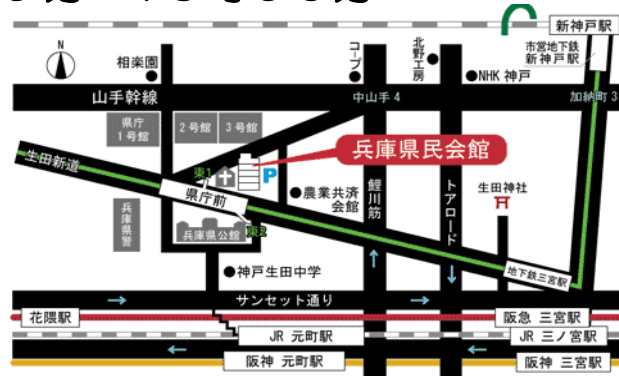 新神戸駅
N
相楽園
コープ
北野工房
NHK 神戸
市営地下鉄
新神戸駅
山手幹線
中山手 4
加納町 3
県庁
1 号館
2 号館
3 号館
兵庫県民会館
生田新道
東1
P
県庁前
農業共済
会館
鯉川筋
トアロード
生田神社
兵庫県警
兵庫県公館
東2
神戸生田中学
地下鉄三宮駅
サンセット通り
花隈駅
阪急 三宮駅
JR 元町駅
JR 三ノ宮駅
阪神 元町駅
阪神 三宮駅